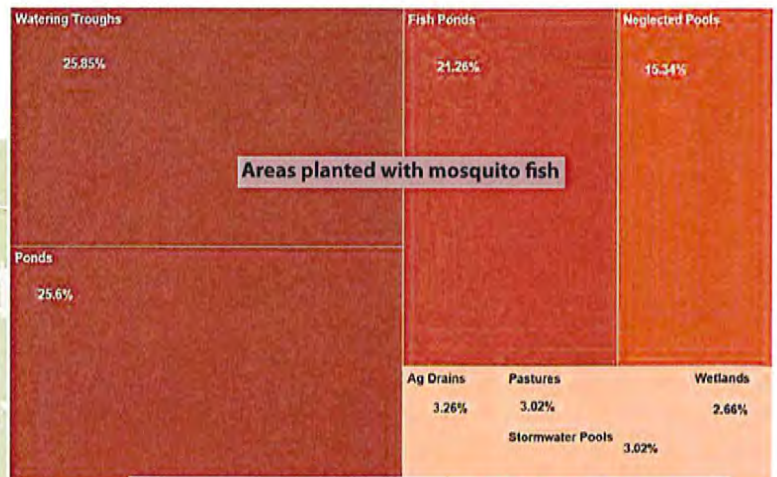 Watering Troughs
25.85%
Fish Ponds
21.26%
Neglected Pools
15.34%
Areas planted with mosquito fish
Ponds
25.6%
Ag Drains
3.26%
Pastures
3.02%
Wetlands
2.66%
Stormwater Pools
3.02%